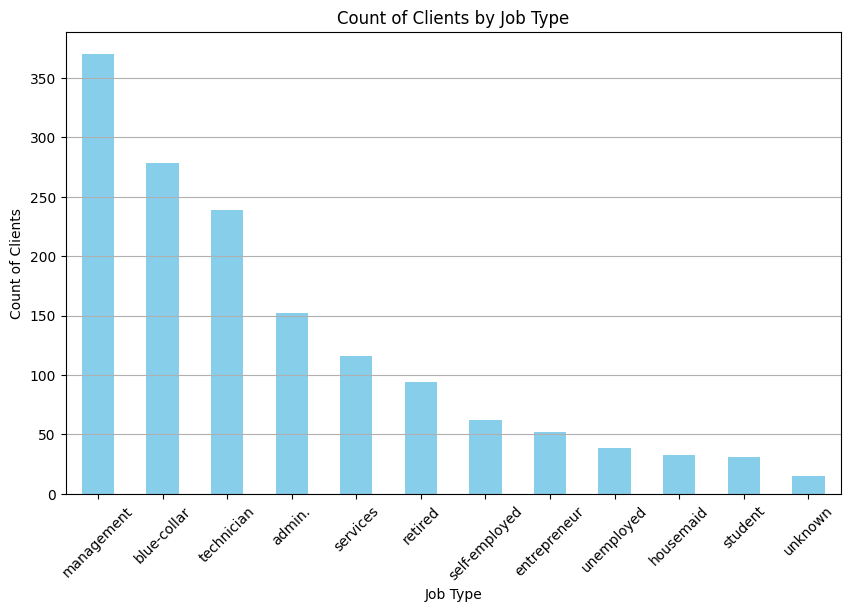 Count of Clients by Job Type
Count of Clients
350
300
250
200
150
100
50
0
management
blue-collar
technician
admin.
services
retired
self-employed
entrepreneur
unemployed
housemaid
student
unknown
Job Type